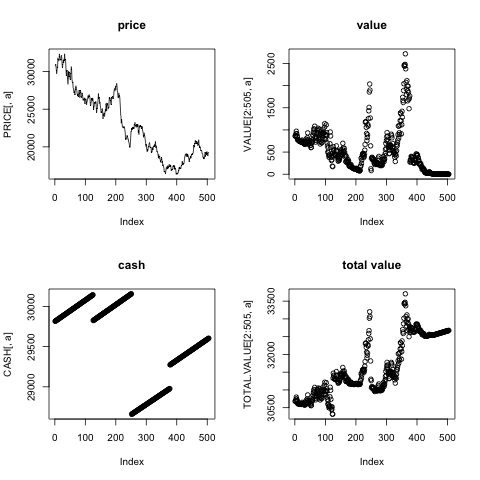 price
PRICE[, a]
20000 25000 30000
0 100 200 300 400 500
Index
value
VALUE[2:505, a]
0 500 1500 2500
0 100 200 300 400 500
Index
cash
CASH[, a]
29000 29500 30000
0 100 200 300 400 500
Index
total value
TOTAL.VALUE[2:505, a]
30500 32000 33500
0 100 200 300 400 500
Index